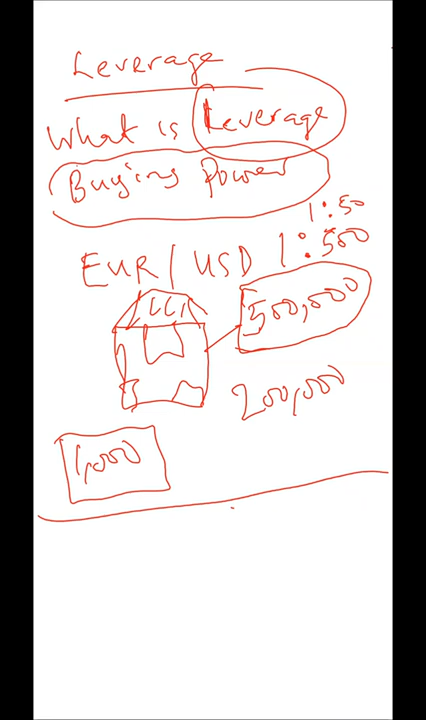 Leverage
What is Leverage
Buying Power
1:50
EUR/USD 1:500
500,000
200,000
1,000